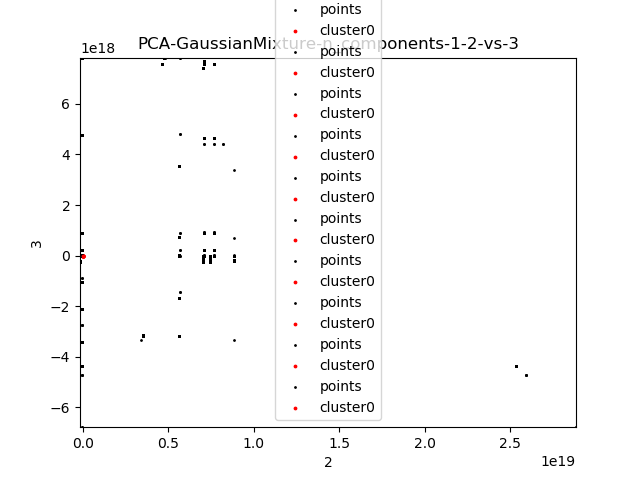 points
1e18
PCA-GaussianMixture-n_components-1-2-vs-3
cluster0
points
cluster0
points
cluster0
points
cluster0
points
cluster0
points
cluster0
points
cluster0
points
cluster0
points
cluster0
points
cluster0
6
4
2
0
−2
−4
−6
3
0.0
0.5
1.0
1.5
2.0
2.5
2
1e19